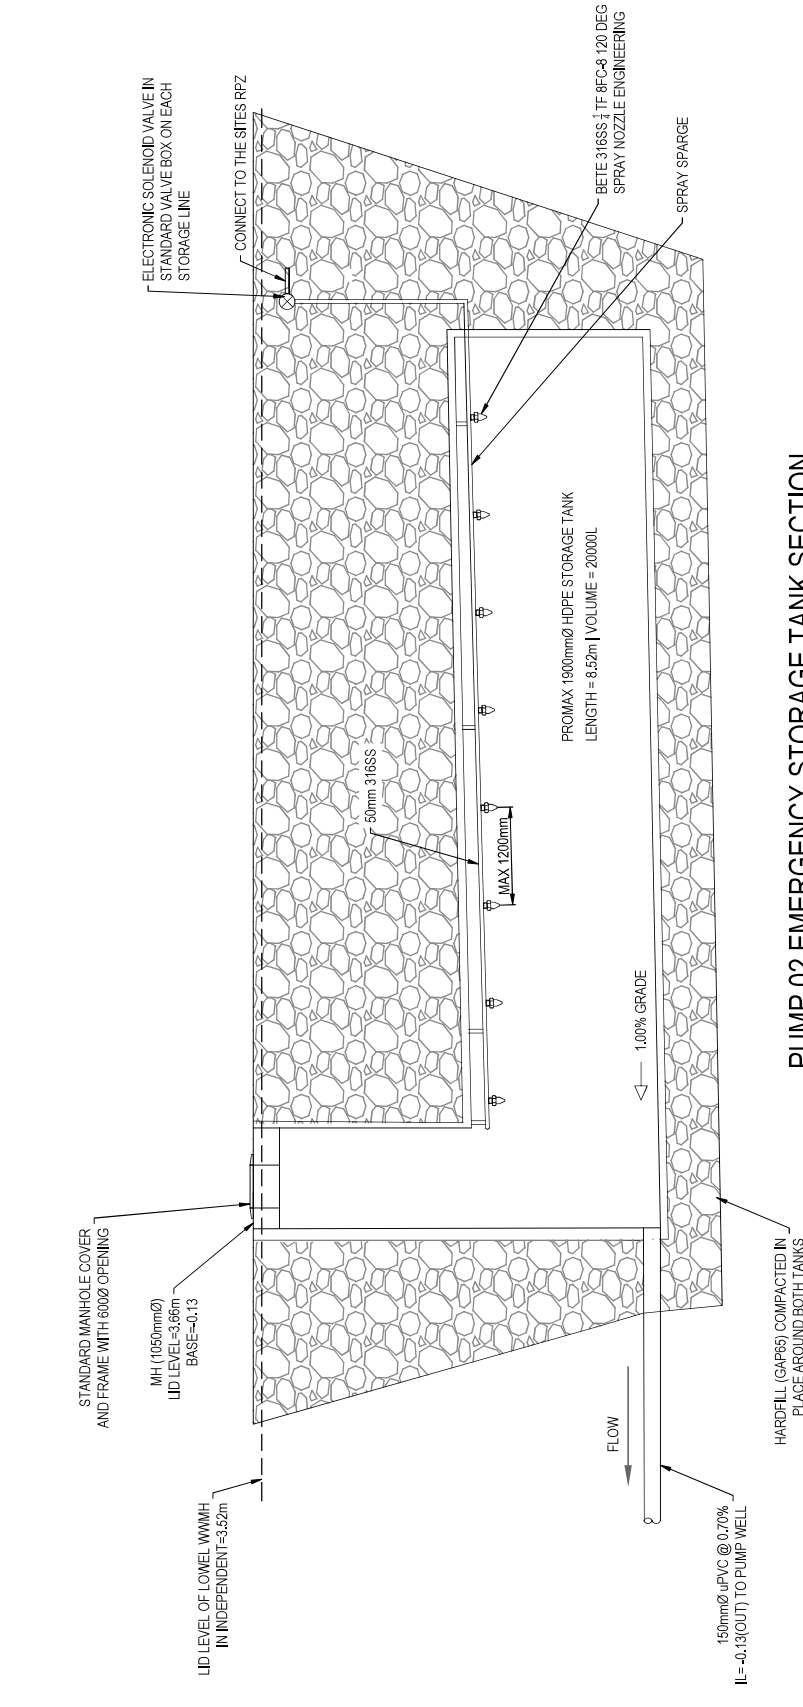 ELECTRONIC SOLENOID VALVE IN
STANDARD VALVE BOX ON EACH
STORAGE LINE
CONNECT TO THE SITES RPZ
BETE 316SS ¼ TF 8FC-8 120 DEG
SPRAY NOZZLE ENGINEERING
SPRAY SPARGE
PROMAX 1900mmØ HDPE STORAGE TANK
LENGTH = 8.52m | VOLUME = 20000L
50mm 316SS
MAX 1200mm
1.00% GRADE
STANDARD MANHOLE COVER
AND FRAME WITH 600Ø OPENING
MH (1050mmØ)
LID LEVEL=3.66m
BASE=-0.13
LID LEVEL OF LOWEL WWMH
IN INDEPENDENT=3.52m
FLOW
150mmØ uPVC @ 0.70%
IL= -0.13(OUT) TO PUMP WELL
HARDFILL (GAP65) COMPACTED IN
PLACE AROUND BOTH TANKS
PUMP 02 EMERGENCY STORAGE TANK SECTION